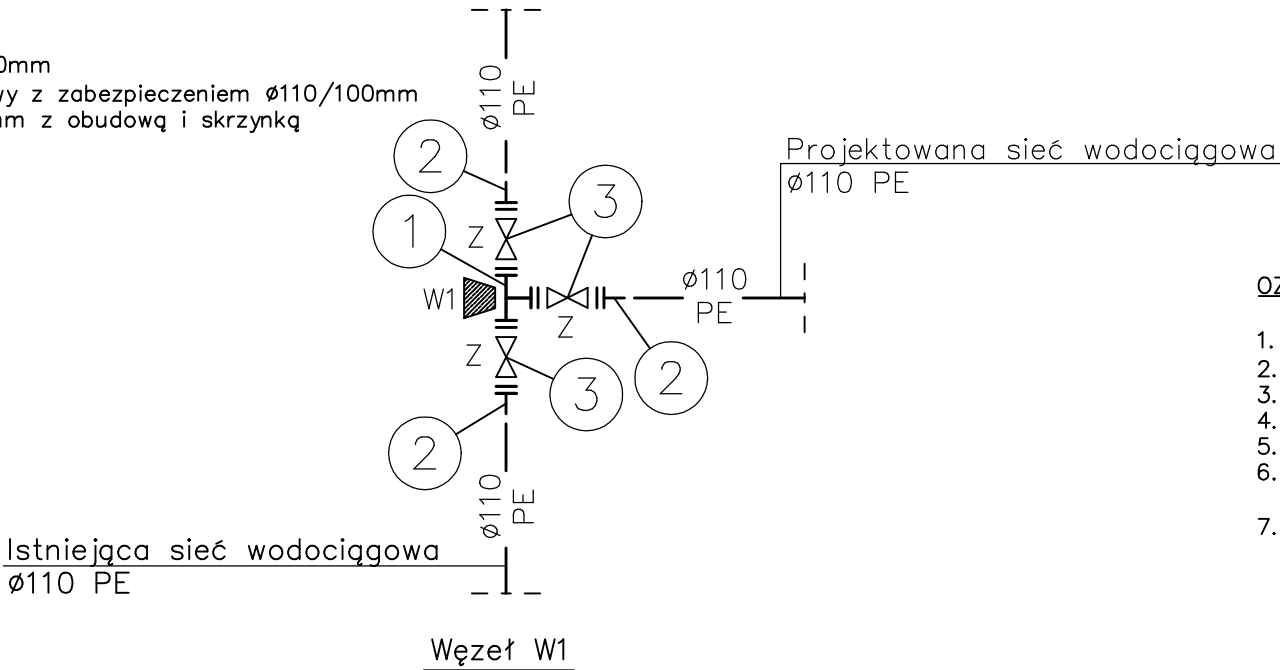 0mm
wy z zabezpieczeniem ø110/100mm
mm z obudową i skrzynką
ø110
PE
2
3
1
Z
W1
Z
Z
3
2
2
ø110
PE
Projektowana sieć wodociągowa
ø110 PE
ø110
PE
Istniejąca sieć wodociągowa
ø110 PE
Węzeł W1
OZ
1.
2.
3.
4.
5.
6.
7.